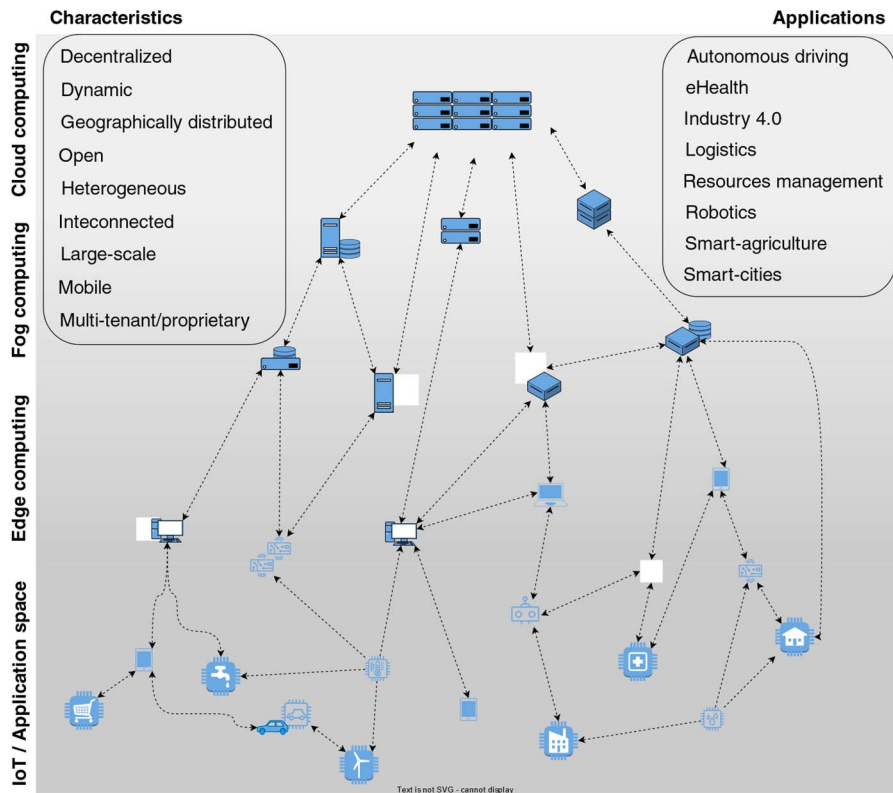 Characteristics
Applications
Decentralized
Dynamic
Geographically distributed
Open
Heterogeneous
Inteconnected
Large-scale
Mobile
Multi-tenant/proprietary
Autonomous driving
eHealth
Industry 4.0
Logistics
Resources management
Robotics
Smart-agriculture
Smart-cities
Cloud computing
Fog computing
Edge computing
IoT / Application space
Text is not SVG - cannot display